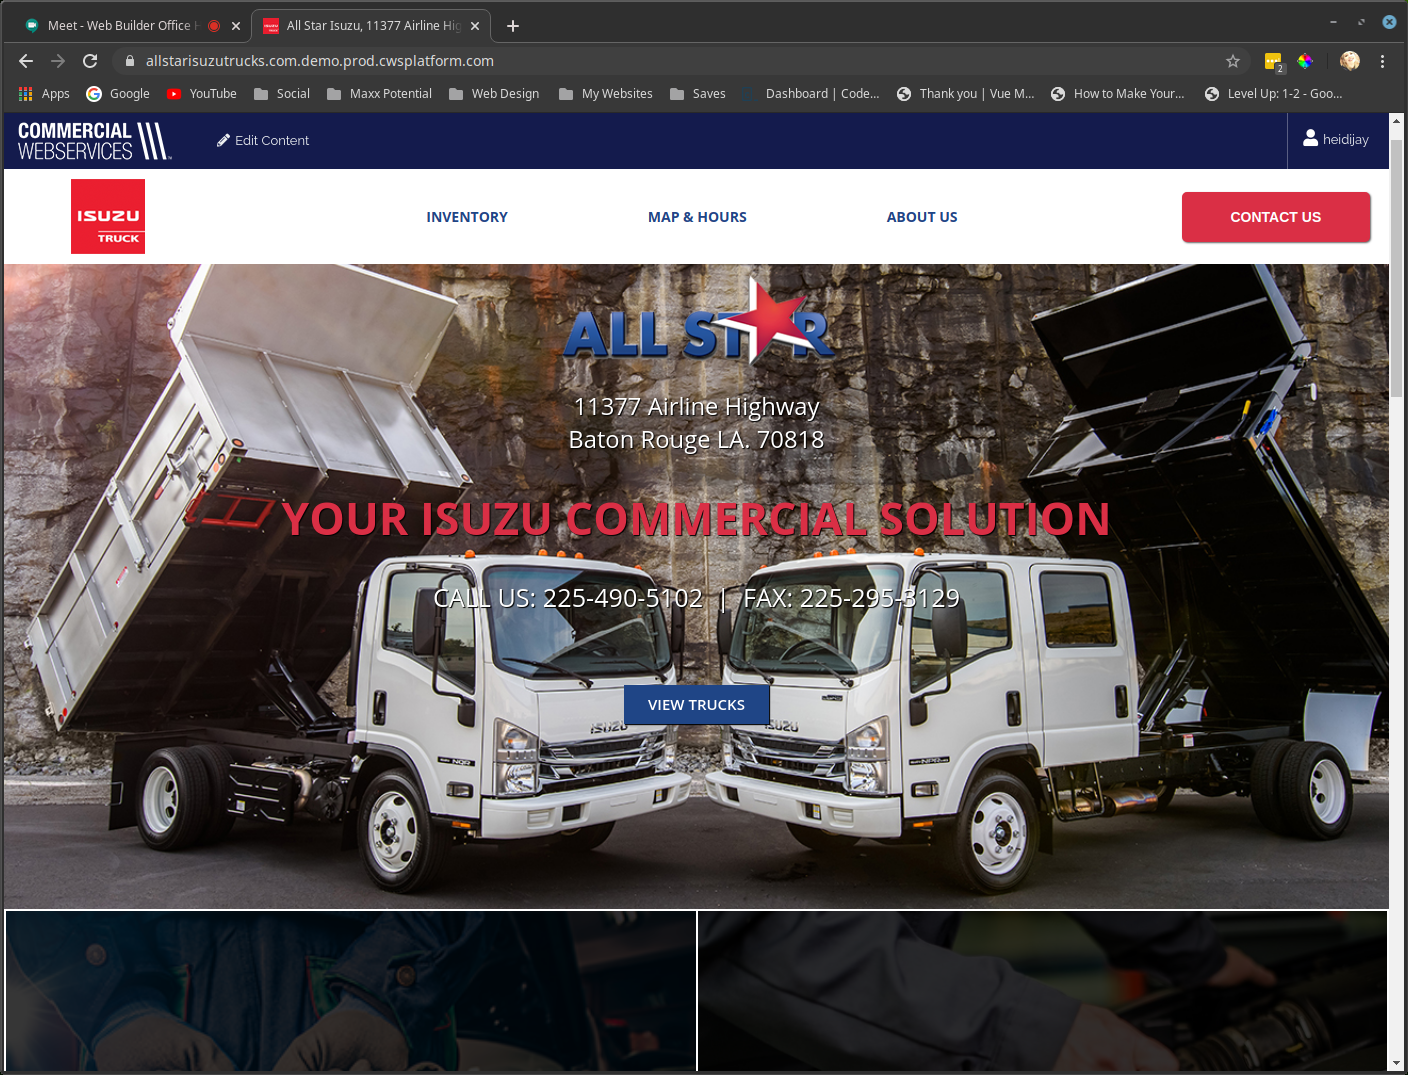 Meet - Web Builder Office H
All Star Isuzu, 11377 Airline Hig
allstarisuzutrucks.com.demo.prod.cwsplatform.com
2
Apps
Google
YouTube
Social
Maxx Potential
Web Design
My Websites
Saves
Dashboard | Code...
Thank you | Vue M...
How to Make Your...
Level Up: 1-2 - Goo...
COMMERCIAL
WEBSERVICES
Edit Content
heidijay
ISUZU
TRUCK
INVENTORY
MAP & HOURS
ABOUT US
CONTACT US
ALL STAR
11377 Airline Highway
Baton Rouge LA. 70818
YOUR ISUZU COMMERCIAL SOLUTION
CALL US: 225-490-5102 | FAX: 225-295-3129
VIEW TRUCKS
ISUZU
ISUZU
NQR